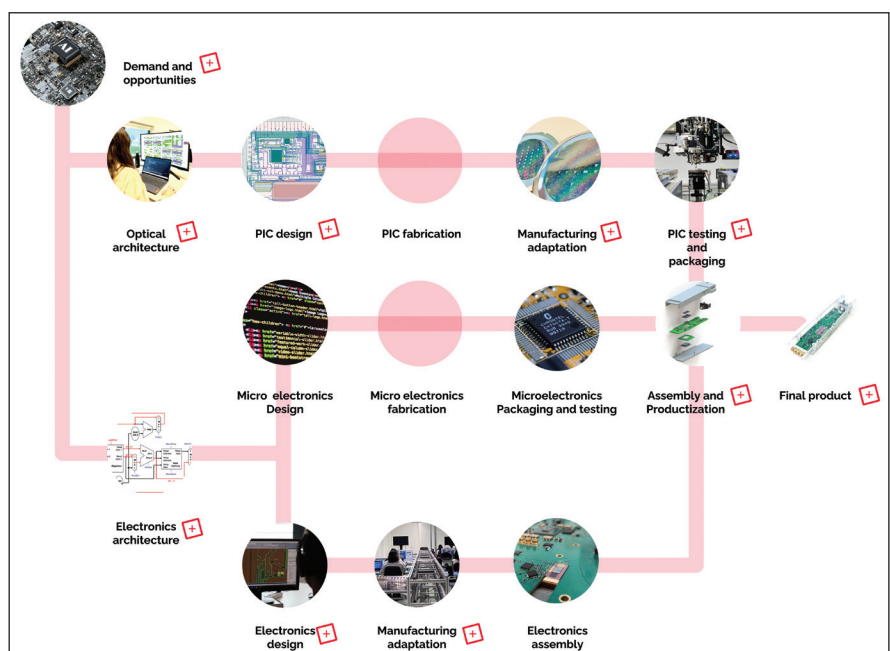 AI
Demand and
opportunities
Optical
architecture
PIC design
PIC fabrication
Manufacturing
adaptation
PIC testing
and
packaging
Micro electronics
Design
Micro electronics
fabrication
Microelectronics
Packaging and testing
Assembly and
Productization
Final product
Electronics
architecture
Electronics
design
Manufacturing
adaptation
Electronics
assembly